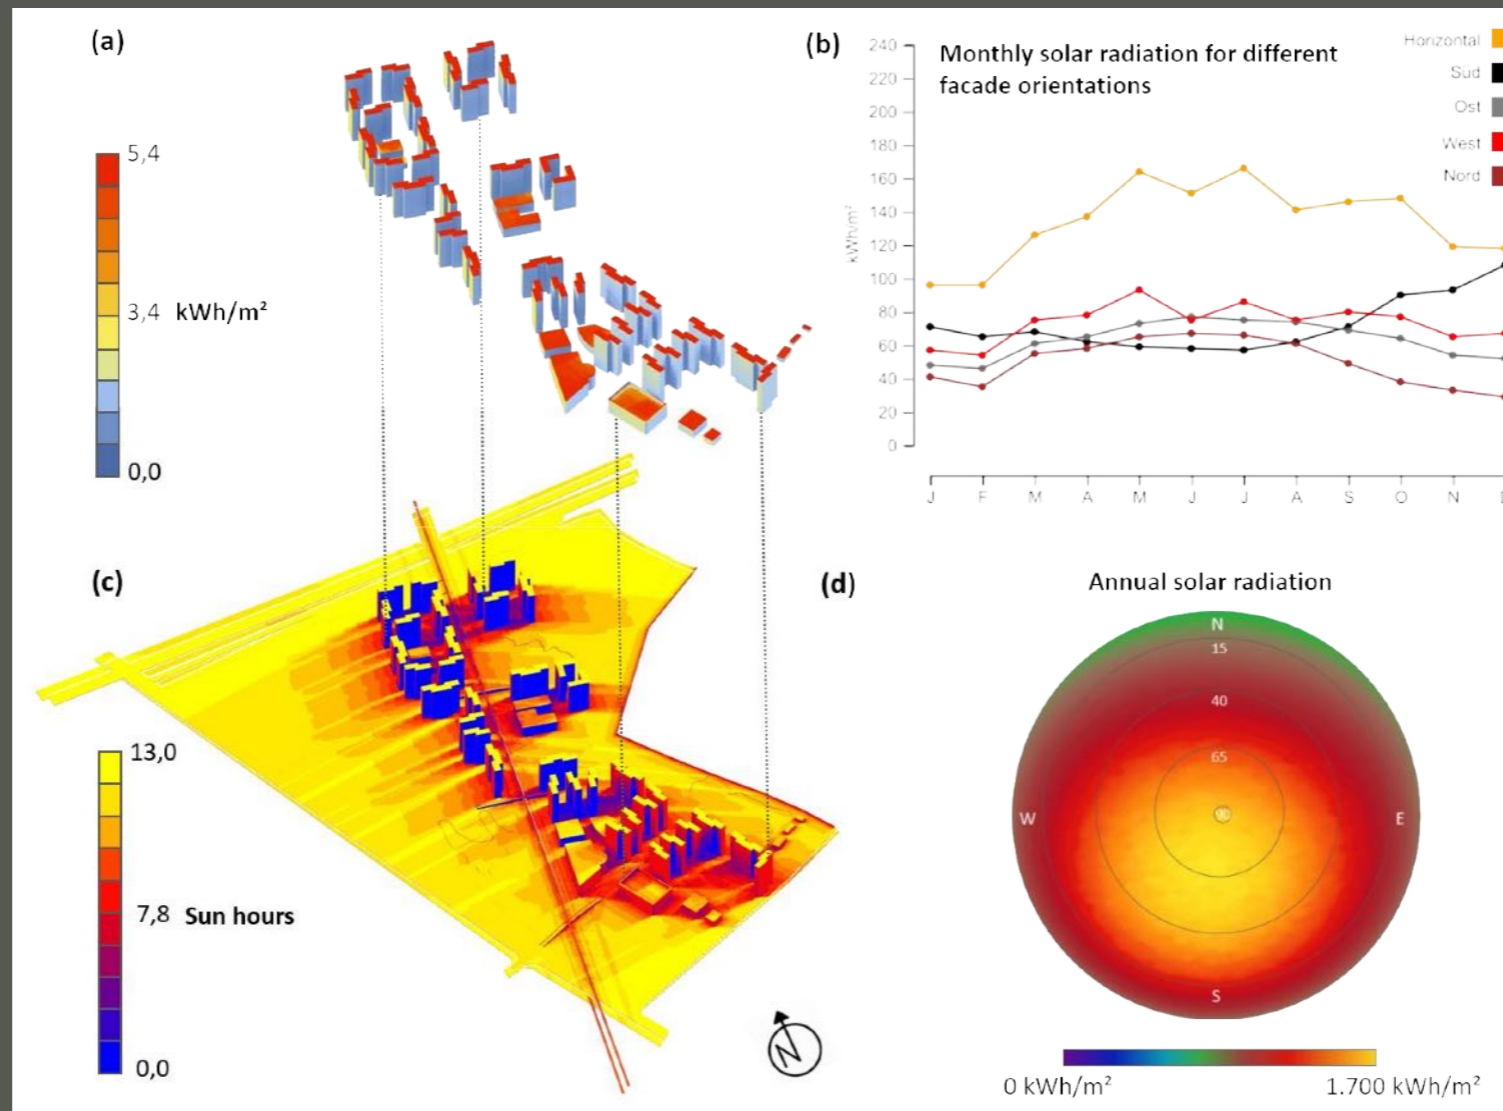 (a)
5,4
3,4 kWh/m²
0,0
(b)
Monthly solar radiation for different
facade orientations
Horizontal
Sud
Ost
West
Nord
240
220
200
180
160
140
120
100
80
60
40
20
0
kWh/m²
J F M A M J J A S O N D
(c)
13,0
7,8 Sun hours
0,0
N
(d)
Annual solar radiation
N
15
40
65
90
W
E
S
0 kWh/m²
1.700 kWh/m²